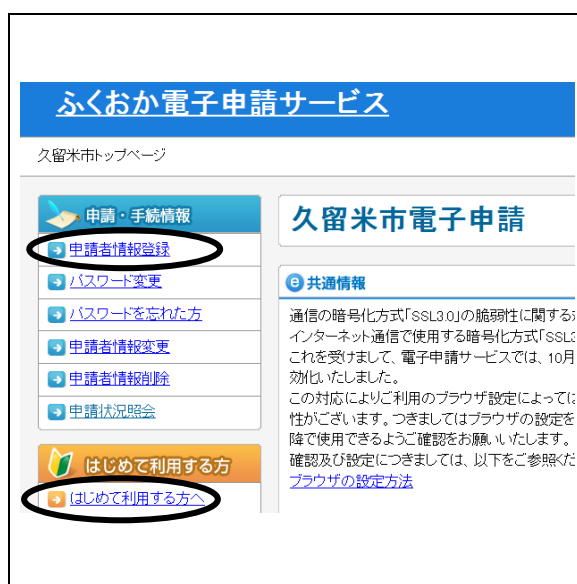 ふくおか電子申請サービス
久留米市トップページ
申請・手続情報
申請者情報登録
パスワード変更
パスワードを忘れた方
申請者情報変更
申請者情報削除
申請状況照会
はじめて利用する方
はじめて利用する方へ
久留米市電子申請
共通情報
通信の暗号化方式「SSL3.0」の脆弱性に関する
インターネット通信で使用する暗号化方式「SSL3
これを受けまして、電子申請サービスでは、10月
効化いたしました。
この対応によりご利用のブラウザ設定によっては
性がございます。つきましてはブラウザの設定を
降で使用できるようご確認をお願いいたします。
確認及び設定につきましては、以下をご参照くだ
ブラウザの設定方法